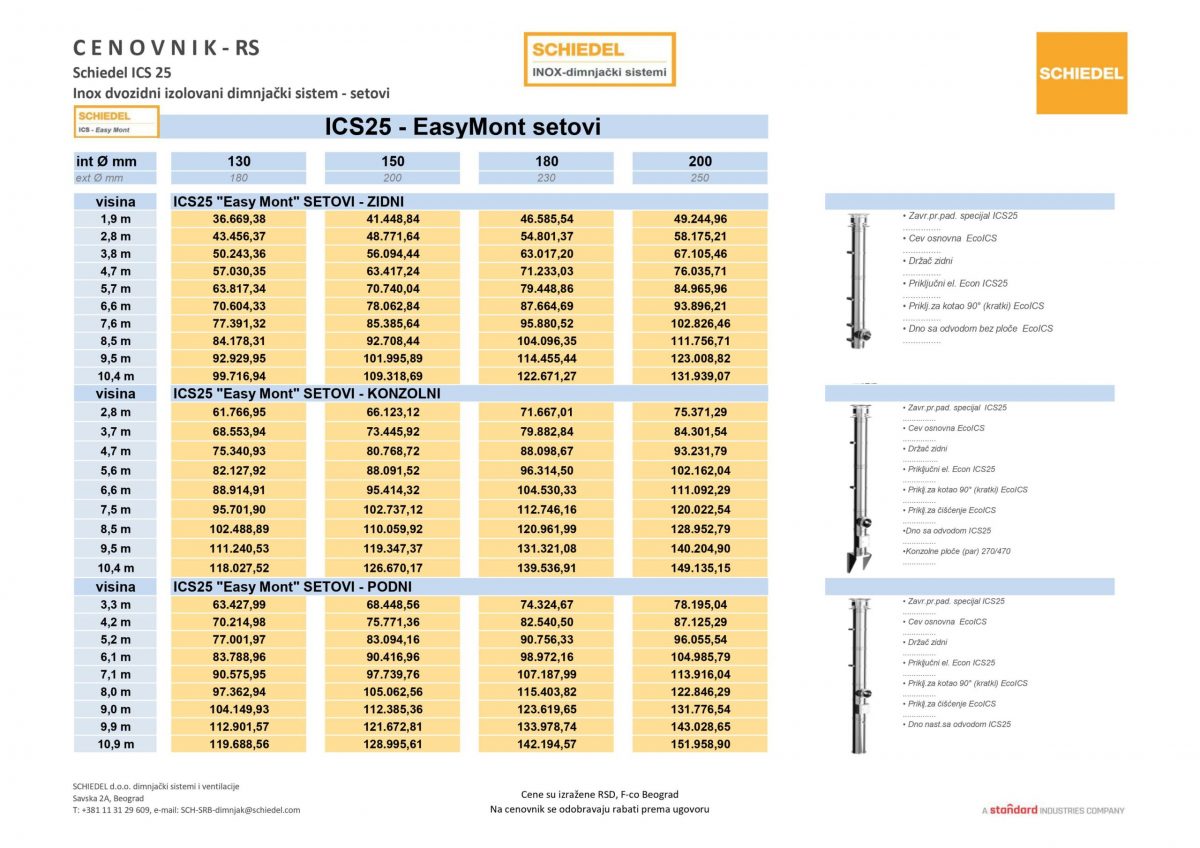 C E N O V N I K - RS
Schiedel ICS 25
Inox dvozidni izolovani dimnjački sistem - setovi
SCHIEDEL
INOX-dimnjački sistemi
SCHIEDEL
SCHIEDEL
ICS - Easy Mont
ICS25 - EasyMont setovi
int Ø mm 130 150 180 200
ext Ø mm 180 200 230 250
visina ICS25 "Easy Mont" SETOVI - ZIDNI
1,9 m 36.669,38 41.448,84 46.585,54 49.244,96
2,8 m 43.456,37 48.771,64 54.801,37 58.175,21
3,8 m 50.243,36 56.094,44 63.017,20 67.105,46
4,7 m 57.030,35 63.417,24 71.233,03 76.035,71
5,7 m 63.817,34 70.740,04 79.448,86 84.965,96
6,6 m 70.604,33 78.062,84 87.664,69 93.896,21
7,6 m 77.391,32 85.385,64 95.880,52 102.826,46
8,5 m 84.178,31 92.708,44 104.096,35 111.756,71
9,5 m 92.929,95 101.995,89 114.455,44 123.008,82
10,4 m 99.716,94 109.318,69 122.671,27 131.939,07
• Zavr.pr.pad. specijal ICS25
...............
• Cev osnovna EcoICS
...............
• Držač zidni
...............
• Priključni el. Econ ICS25
...............
• Priklj.za kotao 90° (kratki) EcoICS
...............
• Dno sa odvodom bez ploče EcoICS
...............
visina ICS25 "Easy Mont" SETOVI - KONZOLNI
2,8 m 61.766,95 66.123,12 71.667,01 75.371,29
3,7 m 68.553,94 73.445,92 79.882,84 84.301,54
4,7 m 75.340,93 80.768,72 88.098,67 93.231,79
5,6 m 82.127,92 88.091,52 96.314,50 102.162,04
6,6 m 88.914,91 95.414,32 104.530,33 111.092,29
7,5 m 95.701,90 102.737,12 112.746,16 120.022,54
8,5 m 102.488,89 110.059,92 120.961,99 128.952,79
9,5 m 111.240,53 119.347,37 131.321,08 140.204,90
10,4 m 118.027,52 126.670,17 139.536,91 149.135,15
• Zavr.pr.pad. specijal ICS25
...............
• Cev osnovna EcoICS
...............
• Držač zidni
...............
• Priključni el. Econ ICS25
...............
• Priklj.za kotao 90° (kratki) EcoICS
...............
• Priklj.za čišćenje EcoICS
...............
•Dno sa odvodom ICS25
...............
•Konzolne ploče (par) 270/470
...............
visina ICS25 "Easy Mont" SETOVI - PODNI
3,3 m 63.427,99 68.448,56 74.324,67 78.195,04
4,2 m 70.214,98 75.771,36 82.540,50 87.125,29
5,2 m 77.001,97 83.094,16 90.756,33 96.055,54
6,1 m 83.788,96 90.416,96 98.972,16 104.985,79
7,1 m 90.575,95 97.739,76 107.187,99 113.916,04
8,0 m 97.362,94 105.062,56 115.403,82 122.846,29
9,0 m 104.149,93 112.385,36 123.619,65 131.776,54
9,9 m 112.901,57 121.672,81 133.978,74 143.028,65
10,9 m 119.688,56 128.995,61 142.194,57 151.958,90
• Zavr.pr.pad. specijal ICS25
...............
• Cev osnovna EcoICS
...............
• Držač zidni
...............
• Priključni el. Econ ICS25
...............
• Priklj.za kotao 90° (kratki) EcoICS
...............
• Priklj.za čišćenje EcoICS
...............
• Dno nast.sa odvodom ICS25
SCHIEDEL d.o.o. dimnjački sistemi i ventilacije
Savska 2A, Beograd
T: +381 11 31 29 609, e-mail: SCH-SRB-dimnjak@schiedel.com
Cene su izražene RSD, F-co Beograd
Na cenovnik se odobravaju rabati prema ugovoru
A standard INDUSTRIES COMPANY